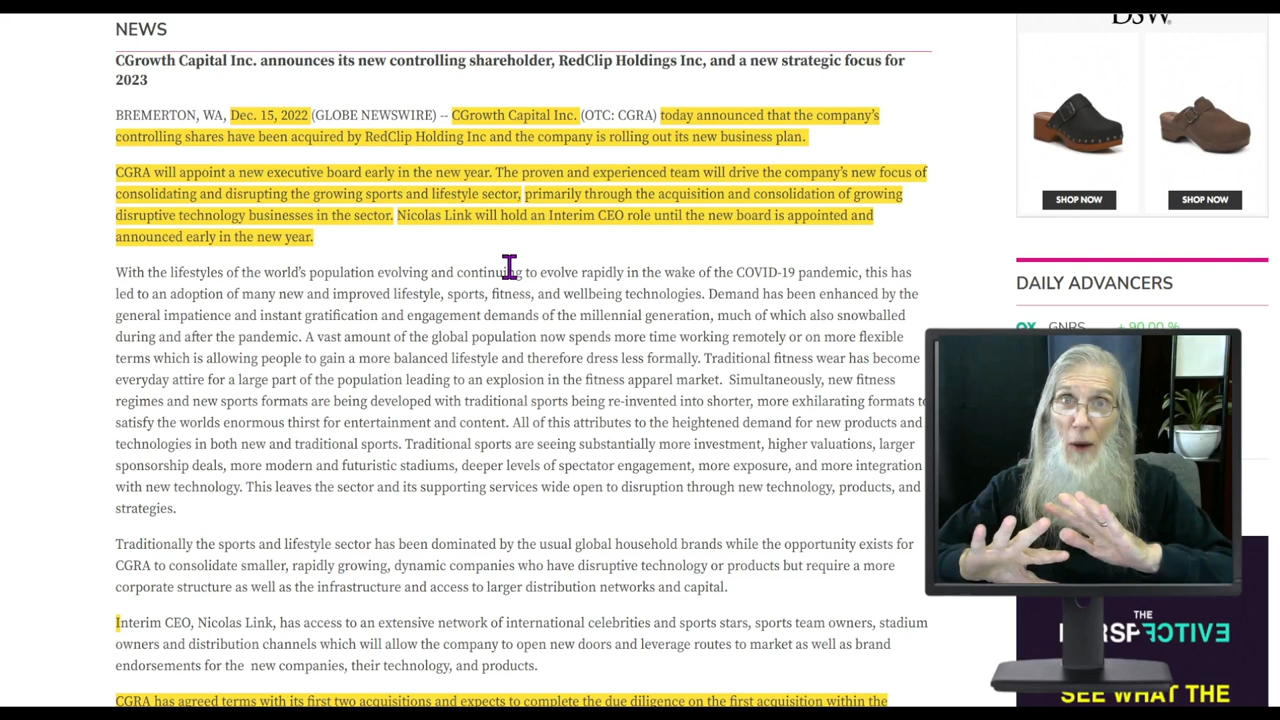 NEWS
CGrowth Capital Inc. announces its new controlling shareholder, RedClip Holdings Inc, and a new strategic focus for
2023
BREMERTON, WA, Dec. 15, 2022 (GLOBE NEWSWIRE) -- CGrowth Capital Inc. (OTC: CGRA) today announced that the company's
controlling shares have been acquired by RedClip Holding Inc and the company is rolling out its new business plan.
CGRA will appoint a new executive board early in the new year. The proven and experienced team will drive the company's new focus of
consolidating and disrupting the growing sports and lifestyle sector, primarily through the acquisition and consolidation of growing
disruptive technology businesses in the sector. Nicolas Link will hold an Interim CEO role until the new board is appointed and
announced early in the new year.
With the lifestyles of the world's population evolving and continuing to evolve rapidly in the wake of the COVID-19 pandemic, this has
led to an adoption of many new and improved lifestyle, sports, fitness, and wellbeing technologies. Demand has been enhanced by the
general impatience and instant gratification and engagement demands of the millennial generation, much of which also snowballed
during and after the pandemic. A vast amount of the global population now spends more time working remotely or on more flexible
terms which is allowing people to gain a more balanced lifestyle and therefore dress less formally. Traditional fitness wear has become
everyday attire for a large part of the population leading to an explosion in the fitness apparel market. Simultaneously, new fitness
regimes and new sports formats are being developed with traditional sports being re-invented into shorter, more exhilarating formats to
satisfy the worlds enormous thirst for entertainment and content. All of this attributes to the heightened demand for new products and
technologies in both new and traditional sports. Traditional sports are seeing substantially more investment, higher valuations, larger
sponsorship deals, more modern and futuristic stadiums, deeper levels of spectator engagement, more exposure, and more integration
with new technology. This leaves the sector and its supporting services wide open to disruption through new technology, products, and
strategies.
Traditionally the sports and lifestyle sector has been dominated by the usual global household brands while the opportunity exists for
CGRA to consolidate smaller, rapidly growing, dynamic companies who have disruptive technology or products but require a more
corporate structure as well as the infrastructure and access to larger distribution networks and capital.
Interim CEO, Nicolas Link, has access to an extensive network of international celebrities and sports stars, sports team owners, stadium
owners and distribution channels which will allow the company to open new doors and leverage routes to market as well as brand
endorsements for the new companies, their technology, and products.
CGRA has agreed terms with its first two acquisitions and expects to complete the due diligence on the first acquisition within the
DSW
SHOP NOW SHOP NOW
DAILY ADVANCERS
GNRS + 90.00 %
THE
SEE WHAT THE